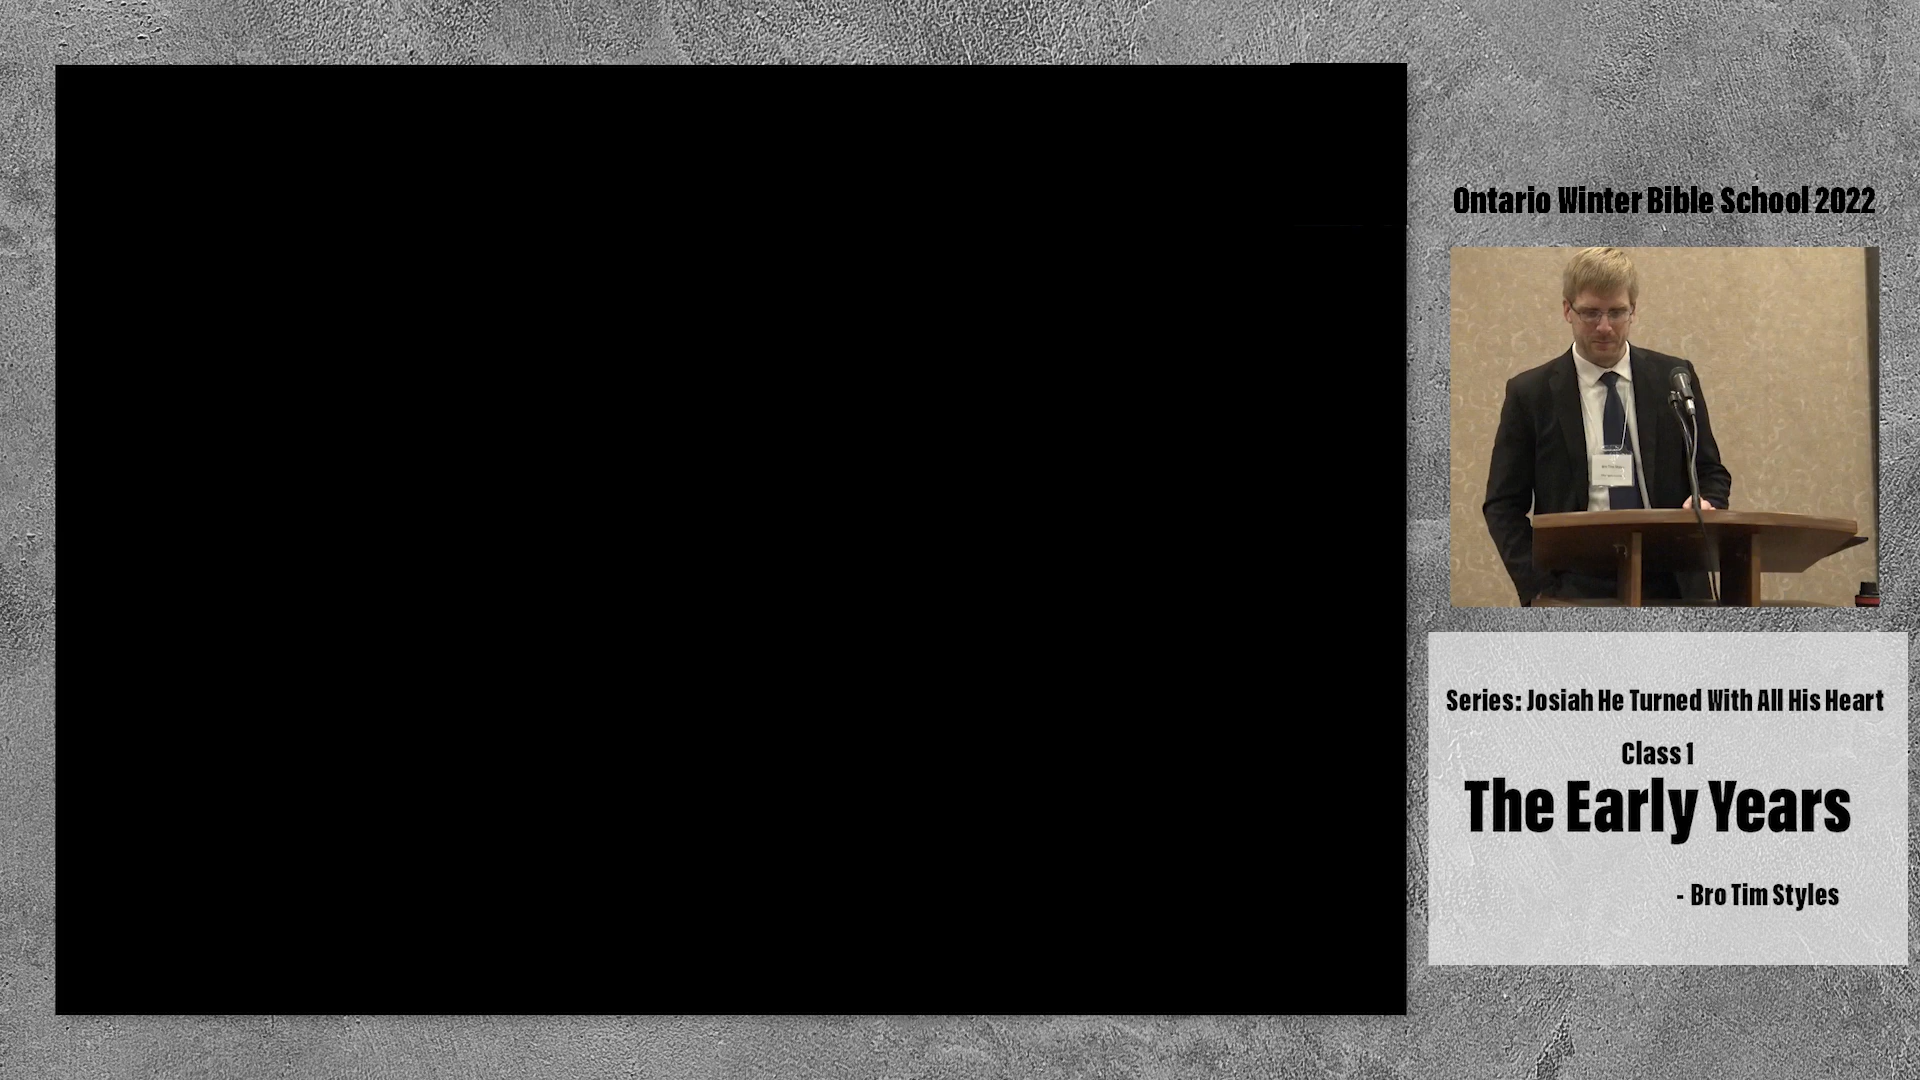 Ontario Winter Bible School 2022
Series: Josiah He Turned With All His Heart
Class 1
The Early Years
- Bro Tim Styles